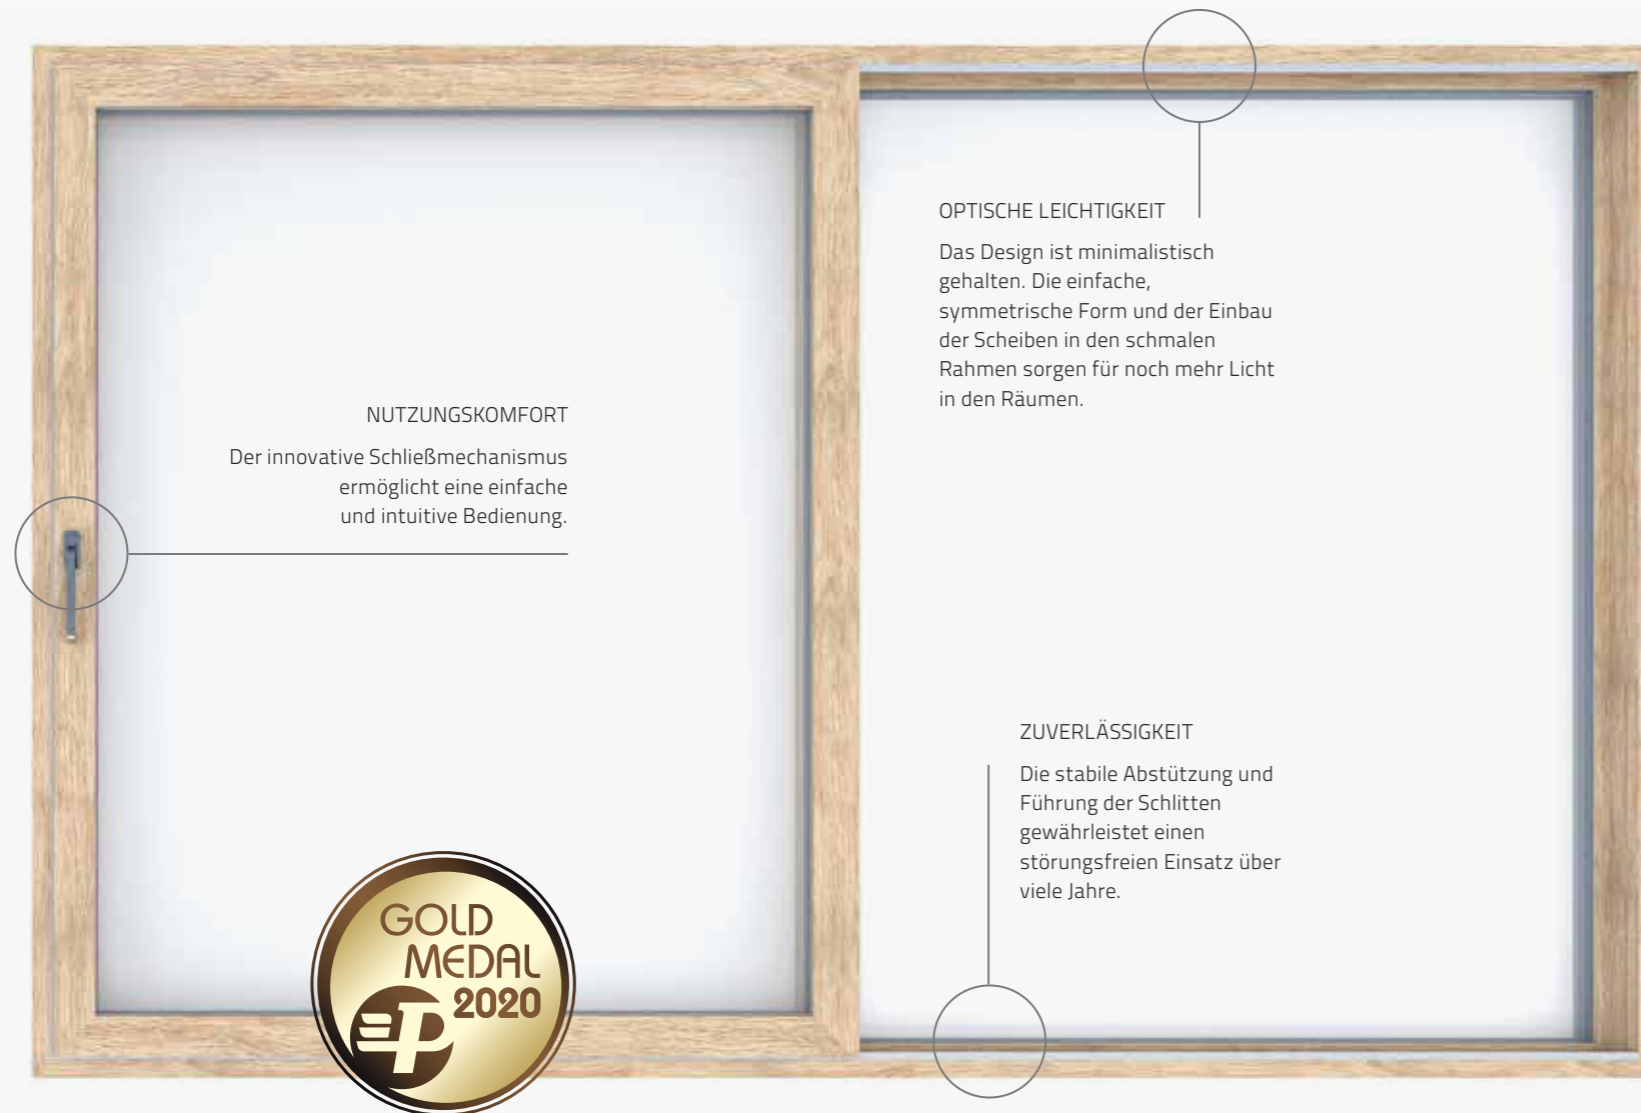 OPTISCHE LEICHTIGKEIT
Das Design ist minimalistisch
gehalten. Die einfache,
symmetrische Form und der Einbau
der Scheiben in den schmalen
Rahmen sorgen für noch mehr Licht
in den Räumen.
NUTZUNGSKOMFORT
Der innovative Schließmechanismus
ermöglicht eine einfache
und intuitive Bedienung.
ZUVERLÄSSIGKEIT
Die stabile Abstützung und
Führung der Schlitten
gewährleistet einen
störungsfreien Einsatz über
viele Jahre.
GOLD
MEDAL
2020